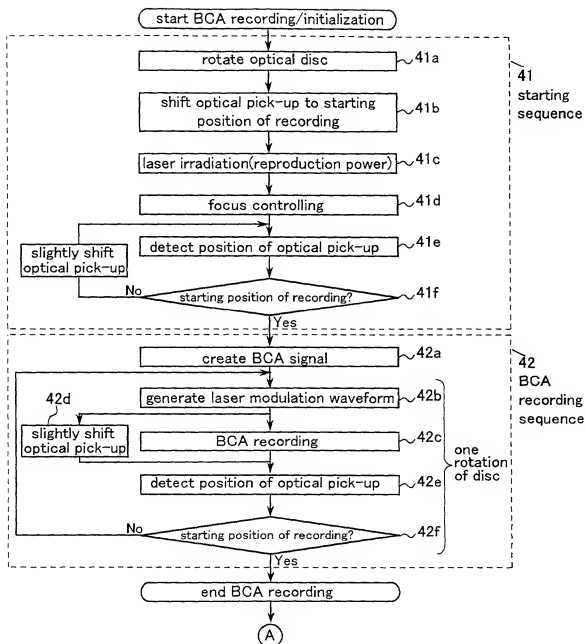 start BCA recording/initialization
rotate optical disc
41a
41
starting
sequence
shift optical pick-up to starting
position of recording
41b
laser irradiation(reproduction power)
41c
focus controlling
41d
slightly shift
optical pick-up
detect position of optical pick-up
41e
No
starting position of recording?
41f
Yes
create BCA signal
42a
42
BCA
recording
sequence
generate laser modulation waveform
42b
42d
slightly shift
optical pick-up
BCA recording
42c
one
rotation
of disc
detect position of optical pick-up
42e
No
starting position of recording?
42f
Yes
end BCA recording
A